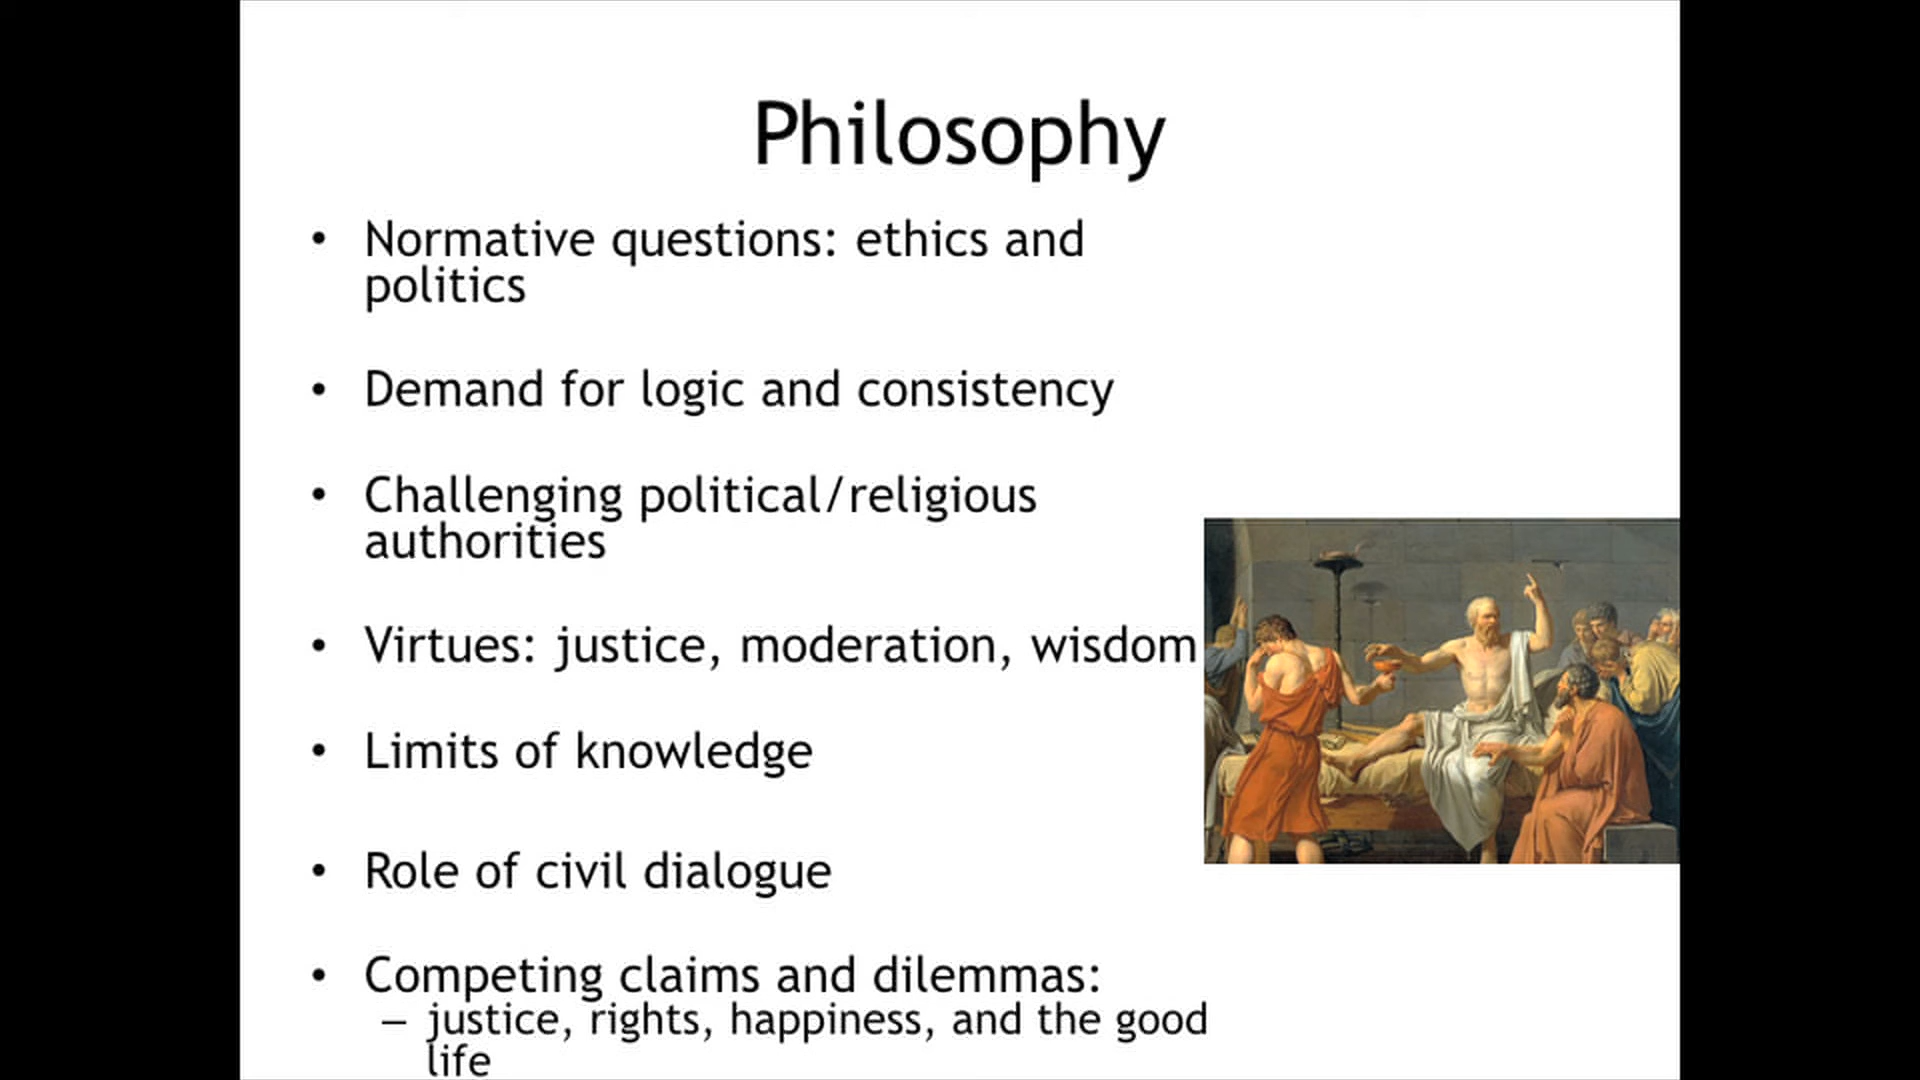 Philosophy
• Normative questions: ethics and
politics
• Demand for logic and consistency
• Challenging political/religious
authorities
• Virtues: justice, moderation, wisdom
• Limits of knowledge
• Role of civil dialogue
• Competing claims and dilemmas:
– justice, rights, happiness, and the good
life